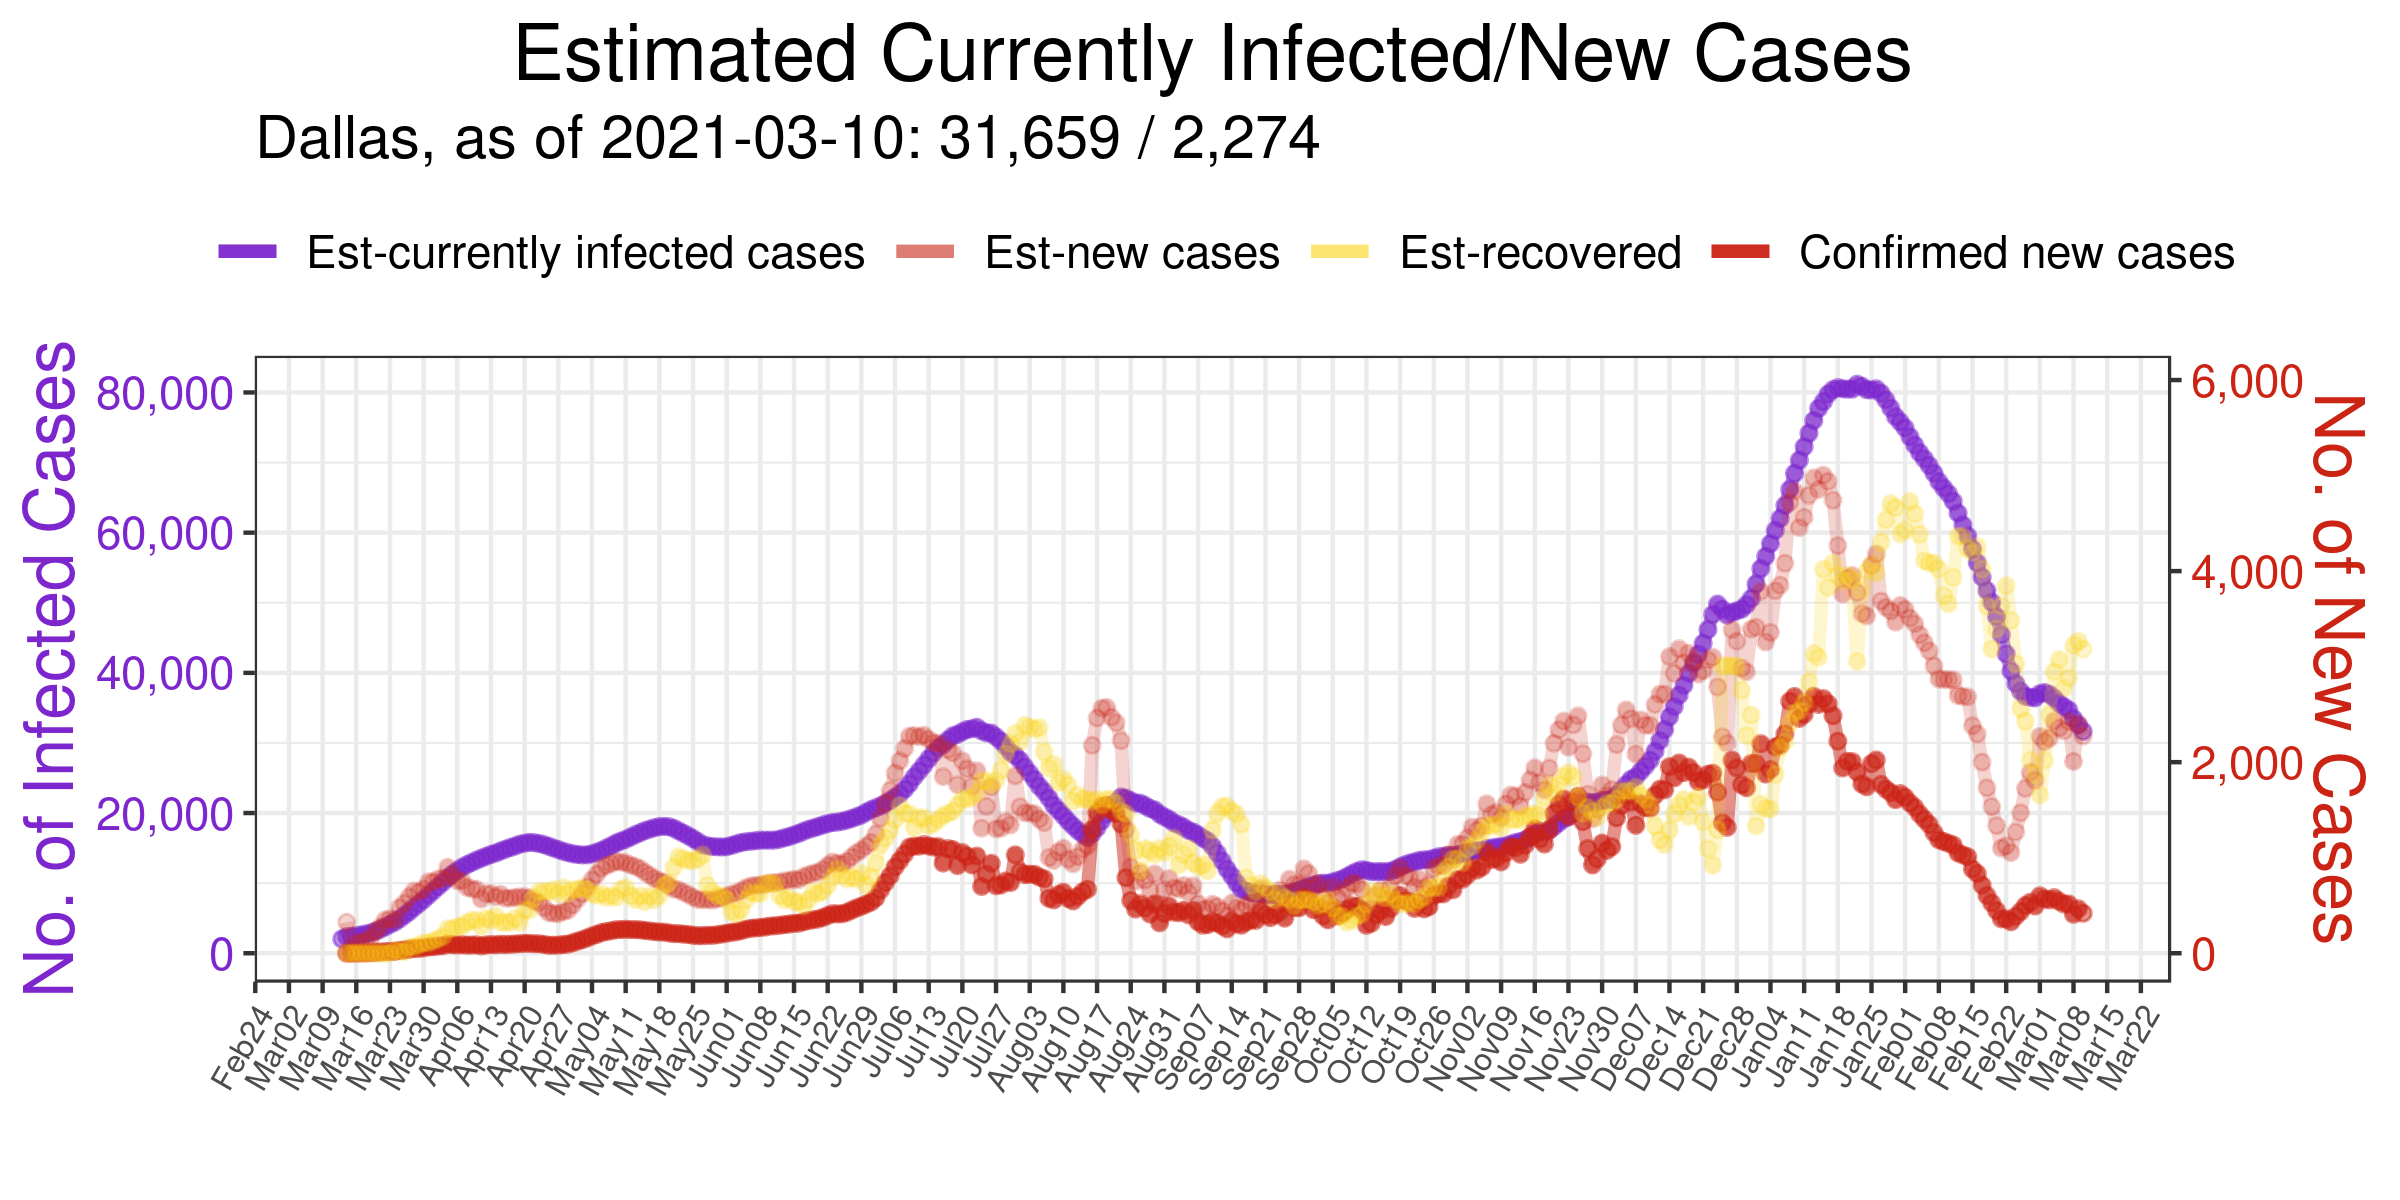 Estimated Currently Infected/New Cases
Dallas, as of 2021-03-10: 31,659 / 2,274
Est-currently infected cases
Est-new cases
Est-recovered
Confirmed new cases
No. of Infected Cases
80,000
60,000
40,000
20,000
0
6,000
4,000
2,000
0
No. of New Cases
Feb24
Mar02
Mar09
Mar16
Mar23
Mar30
Apr06
Apr13
Apr20
Apr27
May04
May11
May18
May25
Jun01
Jun08
Jun15
Jun22
Jun29
Jul06
Jul13
Jul20
Jul27
Aug03
Aug10
Aug17
Aug24
Aug31
Sep07
Sep14
Sep21
Sep28
Oct05
Oct12
Oct19
Oct26
Nov02
Nov09
Nov16
Nov23
Nov30
Dec07
Dec14
Dec21
Dec28
Jan04
Jan11
Jan18
Jan25
Feb01
Feb08
Feb15
Feb22
Mar01
Mar08
Mar15
Mar22